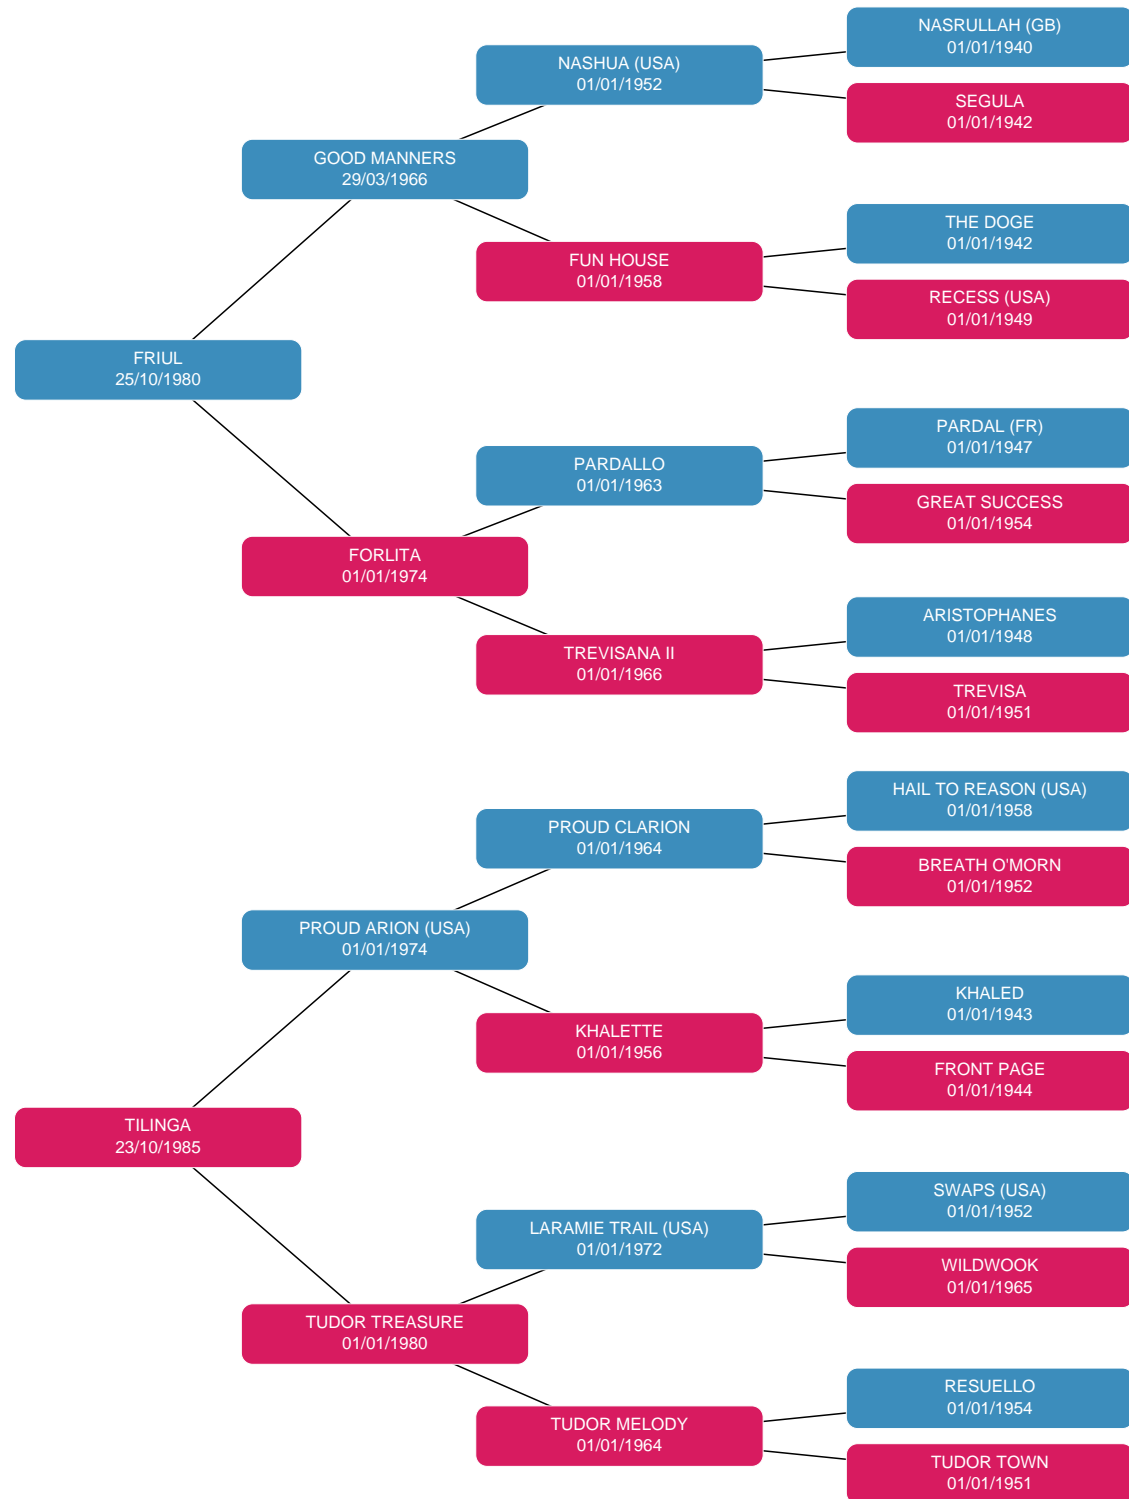 NASRULLAH (GB)
01/01/1940
NASHUA (USA)
01/01/1952
SEGULA
01/01/1942
GOOD MANNERS
29/03/1966
THE DOGE
01/01/1942
FUN HOUSE
01/01/1958
RECESS (USA)
01/01/1949
FRIUL
25/10/1980
PARDAL (FR)
01/01/1947
PARDALLO
01/01/1963
GREAT SUCCESS
01/01/1954
FORLITA
01/01/1974
ARISTOPHANES
01/01/1948
TREVISANA II
01/01/1966
TREVISA
01/01/1951
HAIL TO REASON (USA)
01/01/1958
PROUD CLARION
01/01/1964
BREATH O'MORN
01/01/1952
PROUD ARION (USA)
01/01/1974
KHALED
01/01/1943
KHALETTE
01/01/1956
FRONT PAGE
01/01/1944
TILINGA
23/10/1985
SWAPS (USA)
01/01/1952
LARAMIE TRAIL (USA)
01/01/1972
WILDWOOK
01/01/1965
TUDOR TREASURE
01/01/1980
RESUELLO
01/01/1954
TUDOR MELODY
01/01/1964
TUDOR TOWN
01/01/1951